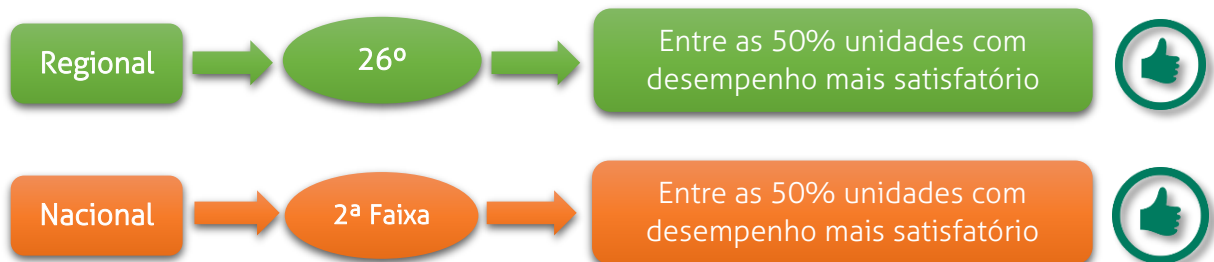 Regional
26º
Entre as 50% unidades com
desempenho mais satisfatório
Nacional
2ª Faixa
Entre as 50% unidades com
desempenho mais satisfatório